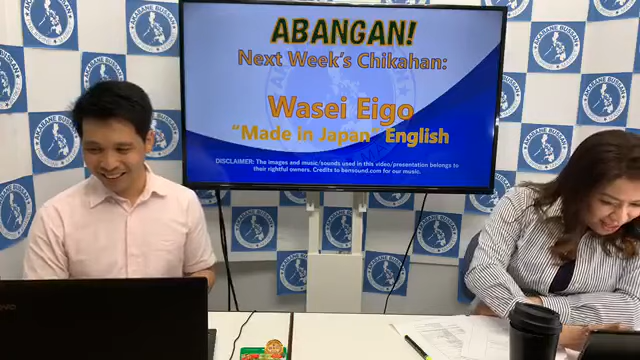 ABANGAN!
Next Week's Chikahan:
Wasei Eigo
"Made in Japan" English
DISCLAIMER: The images and music/sounds used in this video/presentation belongs to
their rightful owners. Credits to bensound.com for our music.
AKABANE BUSSAN